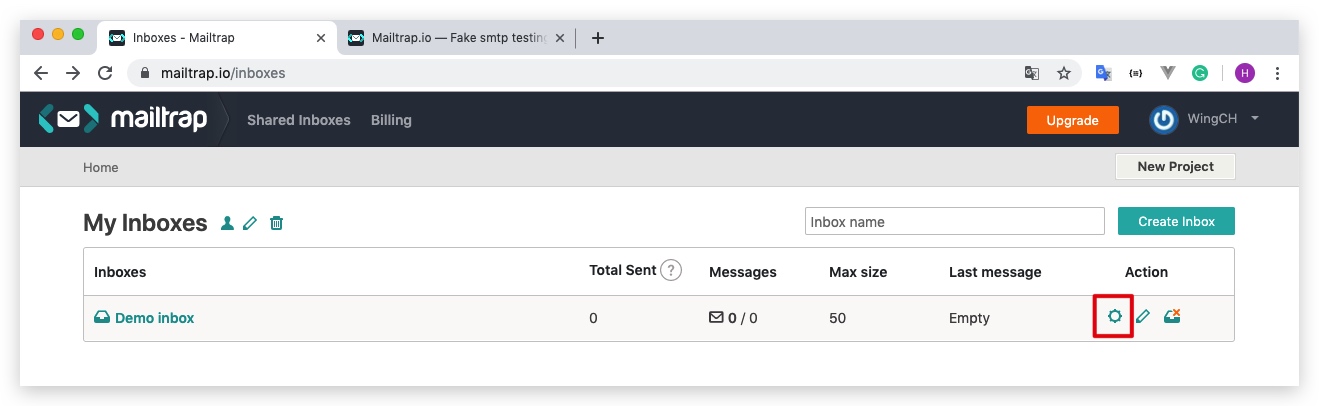 Inboxes - Mailtrap
Mailtrap.io — Fake smtp testing
mailtrap.io/inboxes
H
mailtrap
Shared Inboxes
Billing
Upgrade
WingCH
Home
New Project
My Inboxes
Inbox name
Create Inbox
Inboxes
Total Sent ?
Messages
Max size
Last message
Action
Demo inbox
0
0 / 0
50
Empty